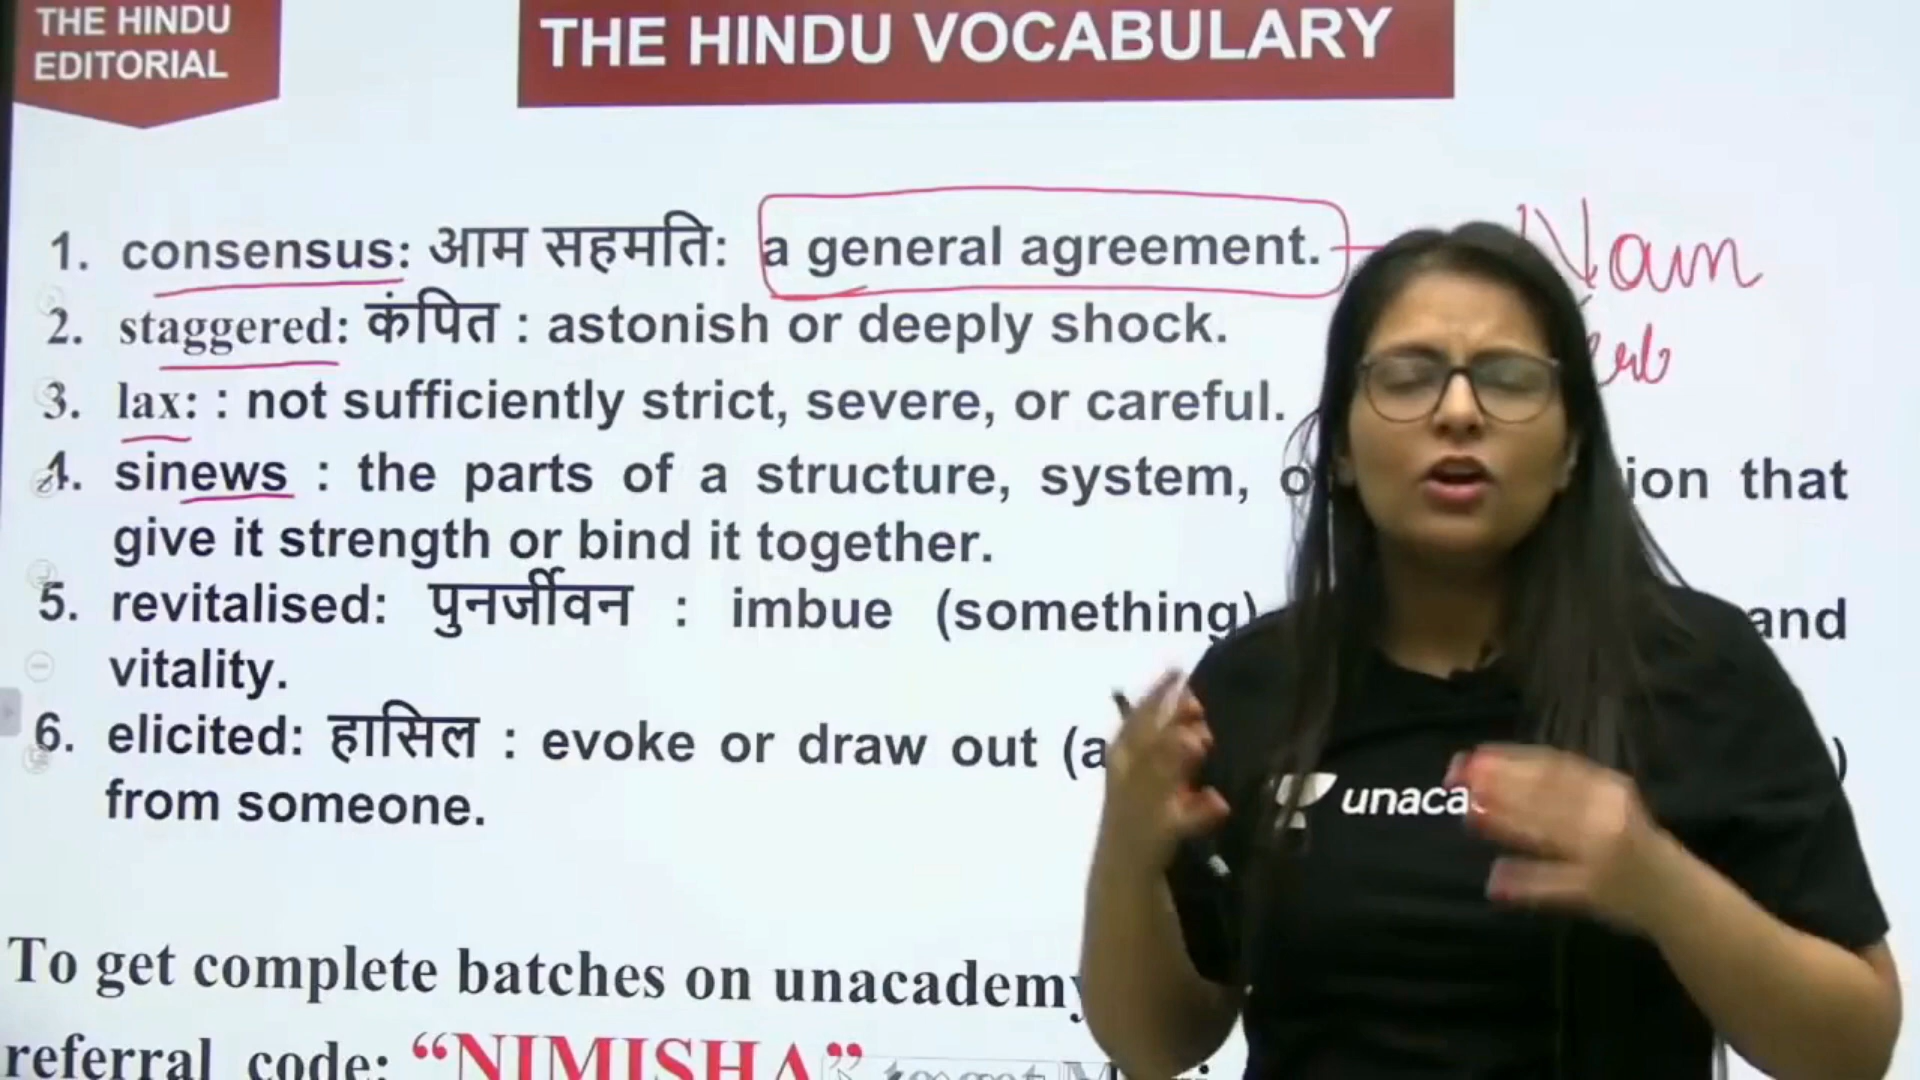 THE HINDU
EDITORIAL
THE HINDU VOCABULARY
1. consensus: आम सहमति: a general agreement.
2. staggered: कंपित : astonish or deeply shock.
3. lax: : not sufficiently strict, severe, or careful.
4. sinews : the parts of a structure, system, that
give it strength or bind it together.
5. revitalised: पुनर्जीवन : imbue (something) and
vitality.
6. elicited: हासिल : evoke or draw out
from someone.
unaca
To get complete batches on unacademy
referral code: “NIMISHA”